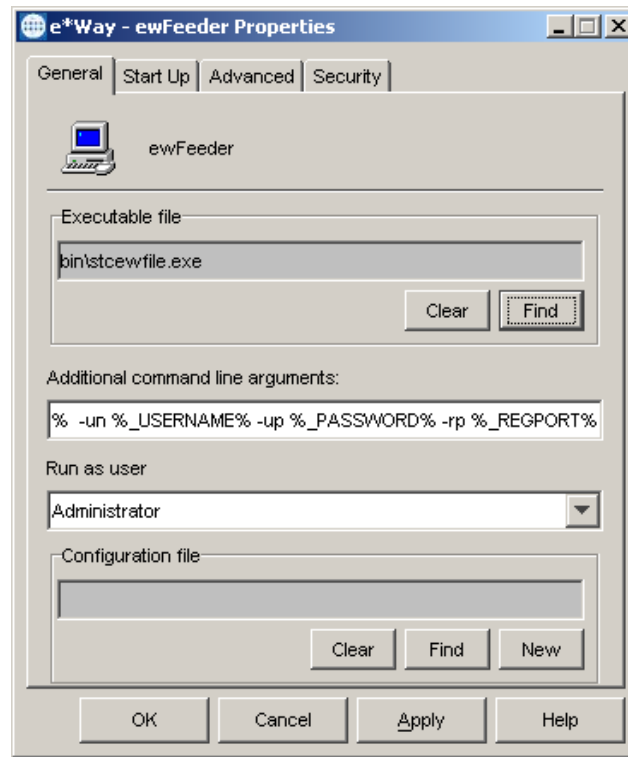 e*Way - ewFeeder Properties
General Start Up Advanced Security
ewFeeder
Executable file
bin\stcewfile.exe
Clear Find
Additional command line arguments:
% -un %_USERNAME% -up %_PASSWORD% -rp %_REGPORT%
Run as user
Administrator
Configuration file
Clear Find New
OK Cancel Apply Help